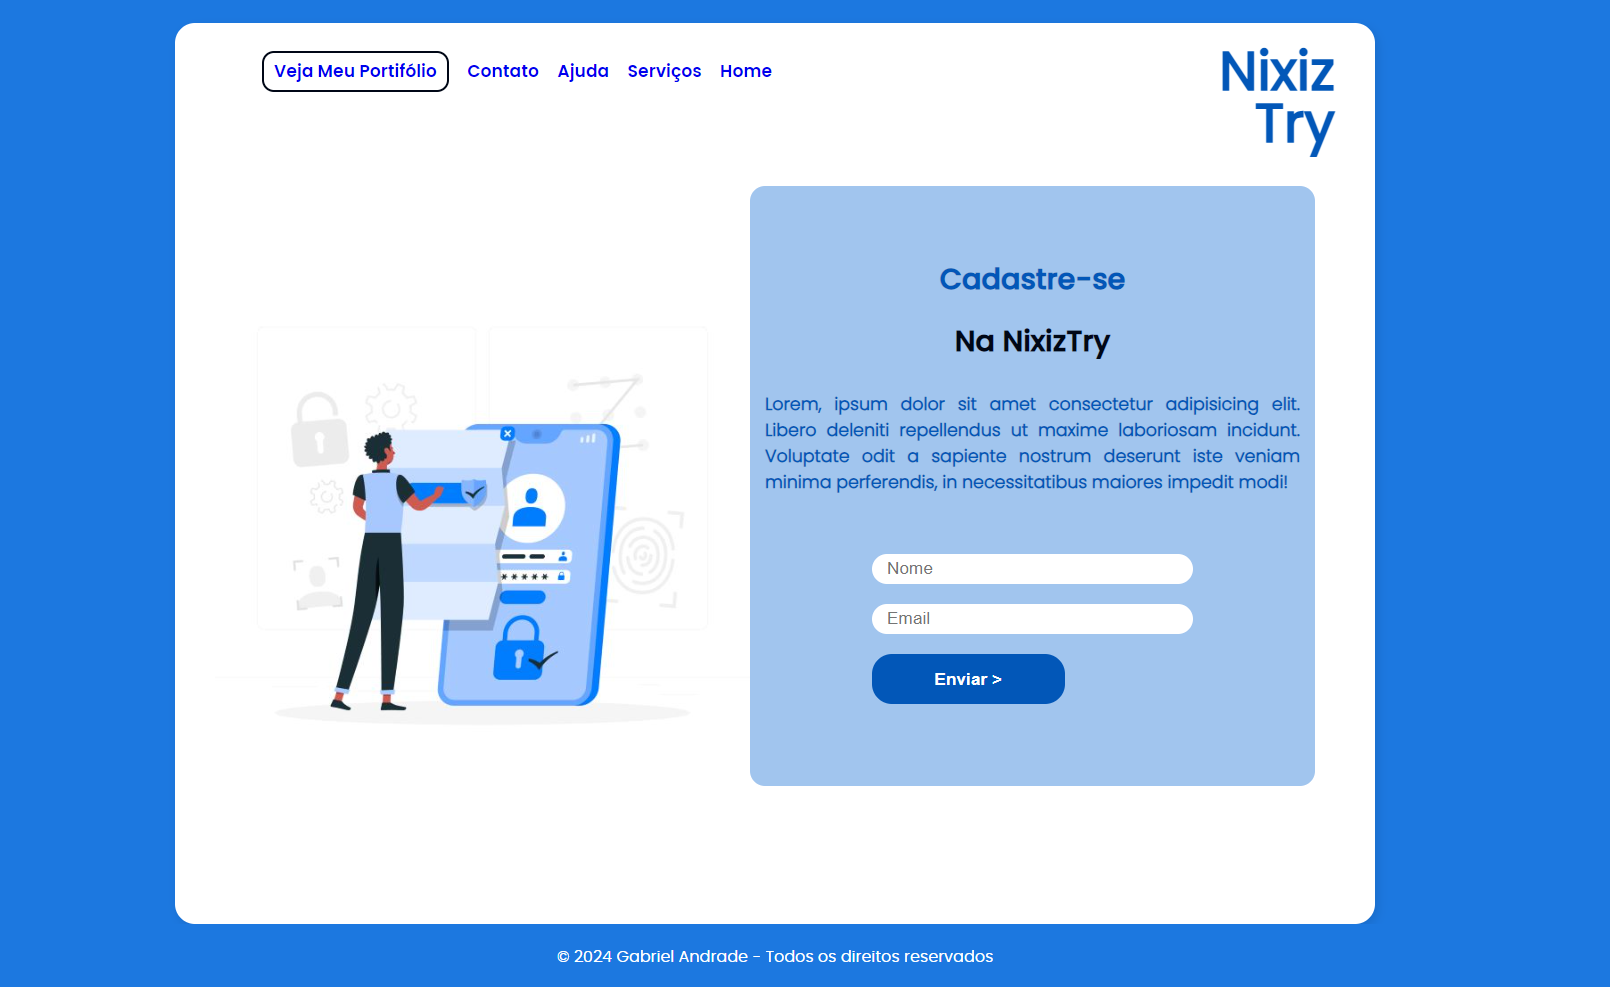 Veja Meu Portifólio Contato Ajuda Serviços Home
Nixiz
Try
Cadastre-se
Na NixizTry
Lorem, ipsum dolor sit amet consectetur adipisicing elit.
Libero deleniti repellendus ut maxime laboriosam incidunt.
Voluptate odit a sapiente nostrum deserunt iste veniam
minima perferendis, in necessitatibus maiores impedit modi!
*****
Nome
Email
Enviar >
© 2024 Gabriel Andrade - Todos os direitos reservados